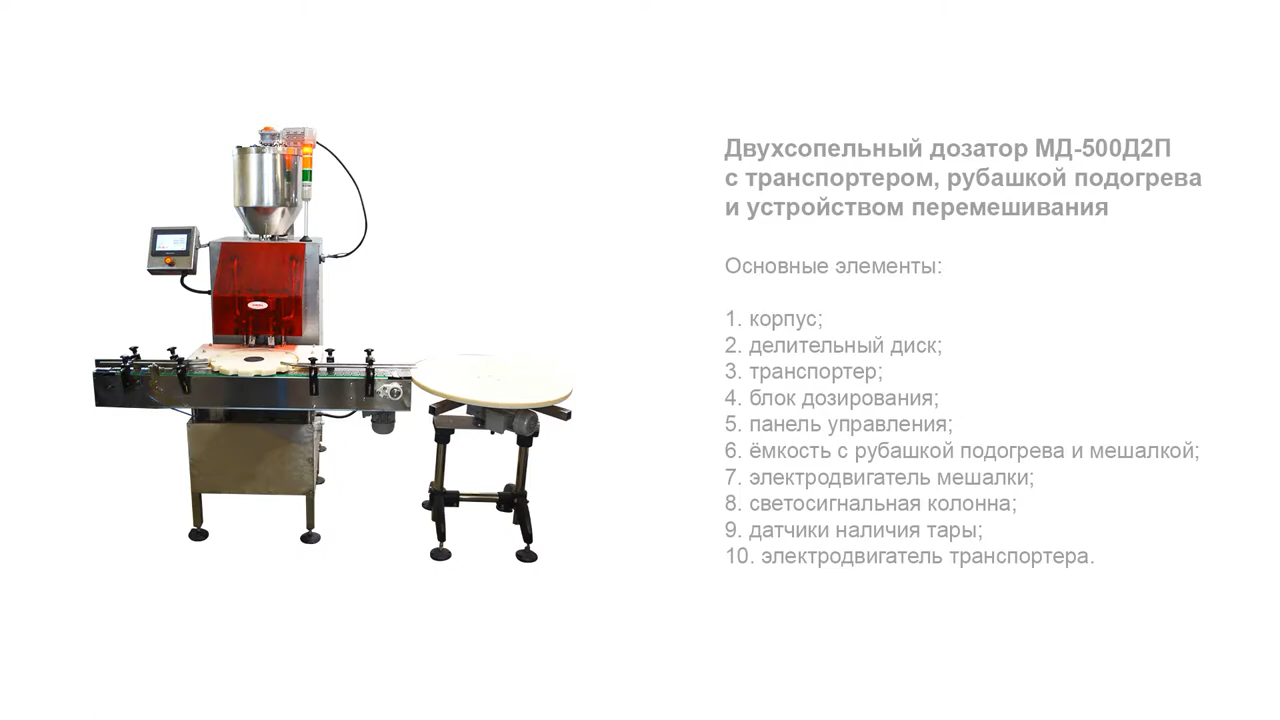 Двухсопельный дозатор МД-500Д2П
с транспортером, рубашкой подогрева
и устройством перемешивания
Основные элементы:
1. корпус;
2. делительный диск;
3. транспортер;
4. блок дозирования;
5. панель управления;
6. ёмкость с рубашкой подогрева и мешалкой;
7. электродвигатель мешалки;
8. светосигнальная колонна;
9. датчики наличия тары;
10. электродвигатель транспортера.